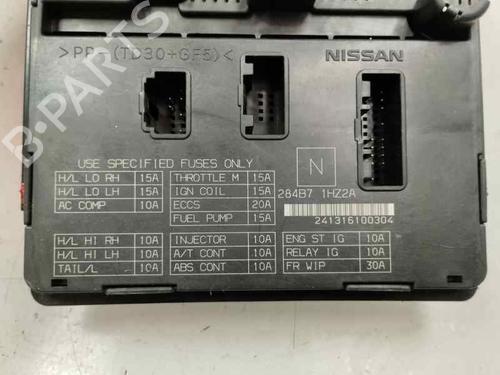 >PP-(TD30+GF5)<
NISSAN
B-PARTS
USE SPECIFIED FUSES ONLY
H/L LO RH 15A
H/L LO LH 15A
AC COMP 10A
THROTTLE M 15A
IGN COIL 15A
ECCS 20A
FUEL PUMP 15A
N
284B7 1HZ2A
241316100304
H/L HI RH 10A
H/L HI LH 10A
TAIL/L 10A
INJECTOR 10A
A/T CONT 10A
ABS CONT 10A
ENG ST IG 10A
RELAY IG 10A
FR WIP 30A